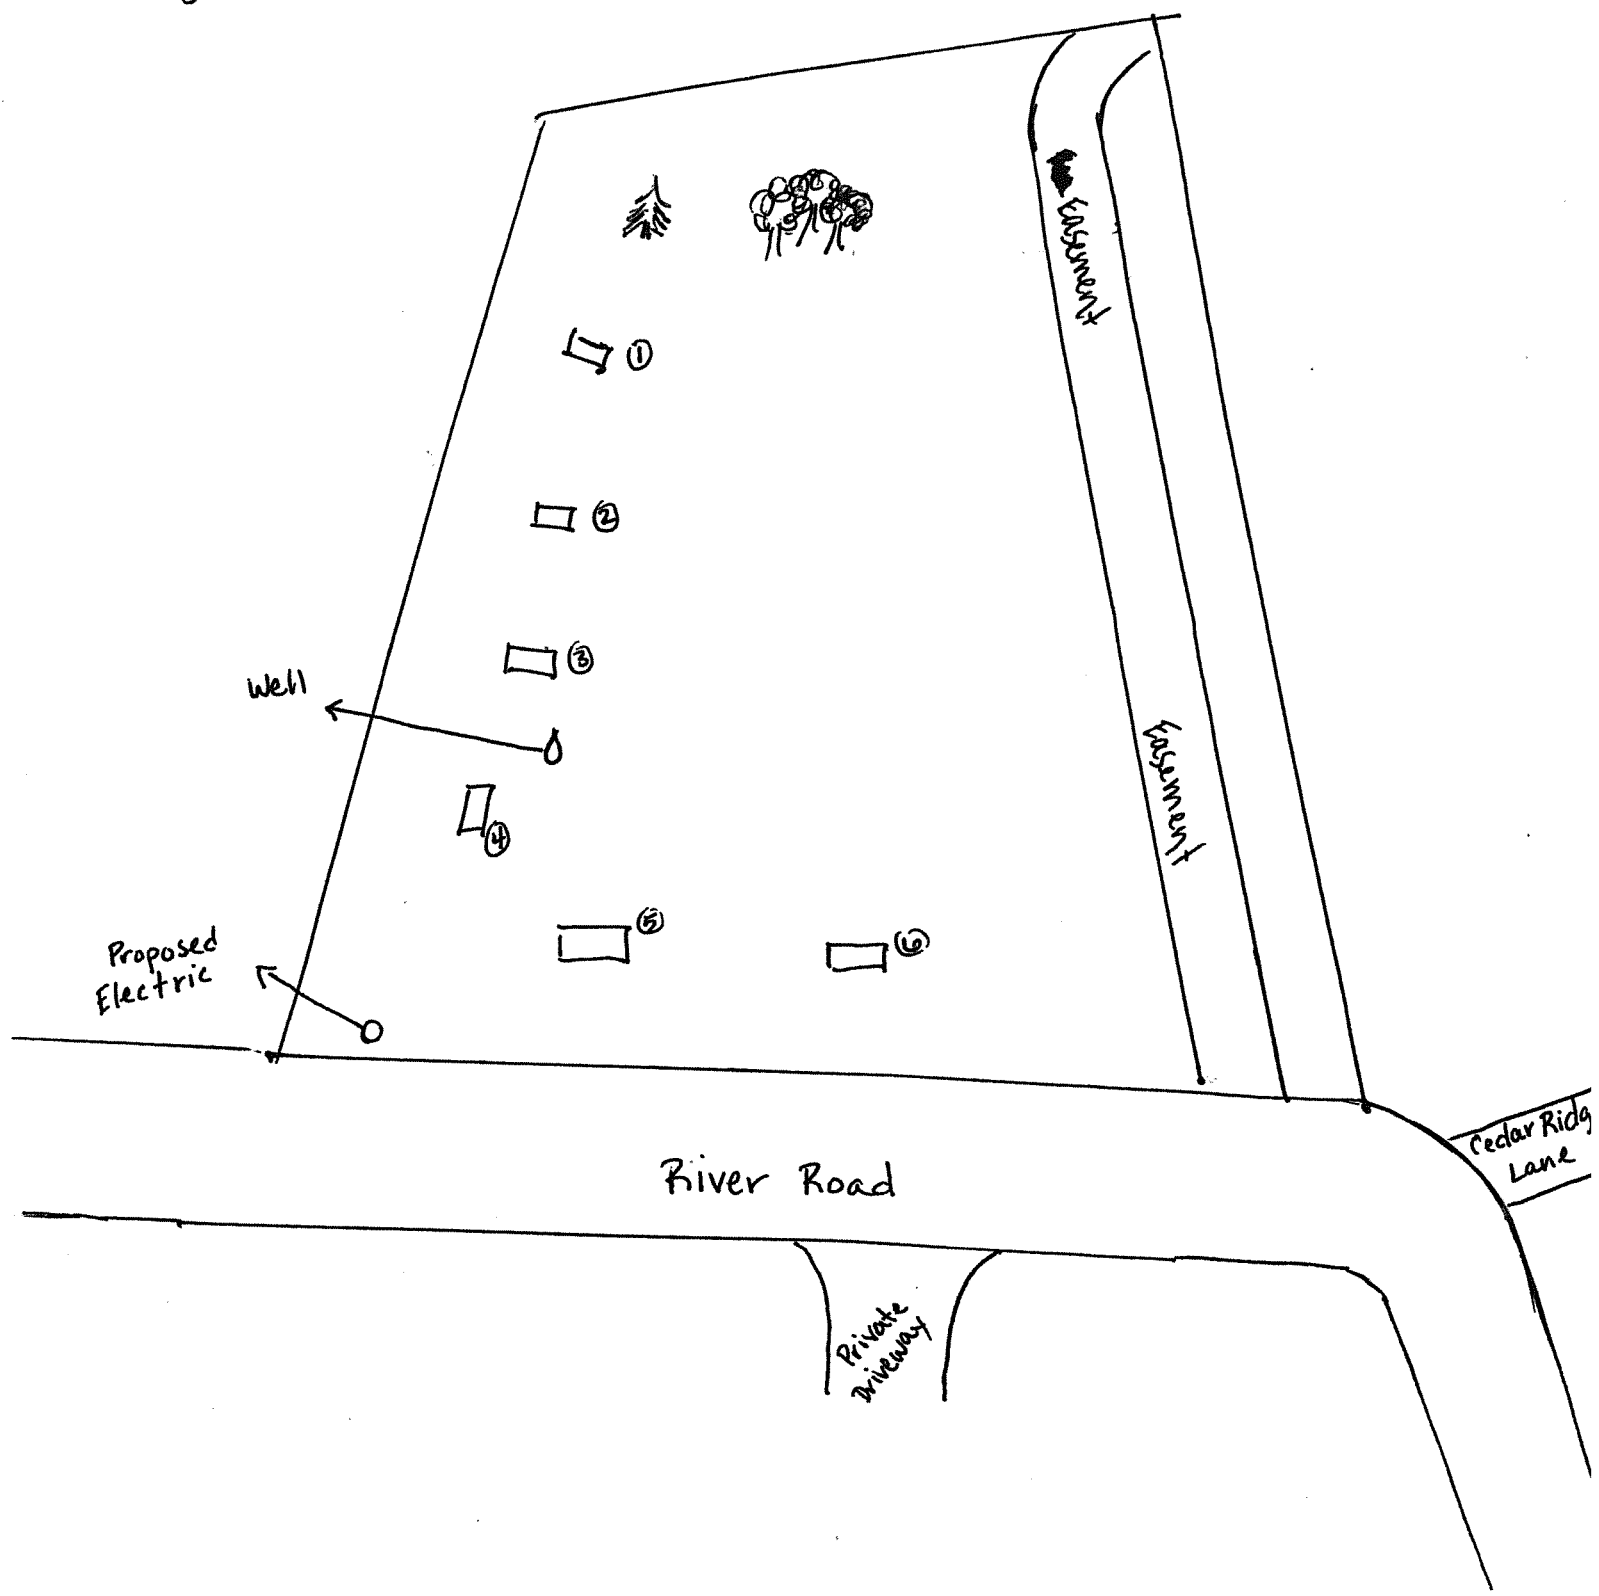 Easement
①
②
③
Well
④
Easement
⑤
⑥
Proposed
Electric
River Road
Cedar Ridg
Lane
Private
Driveway